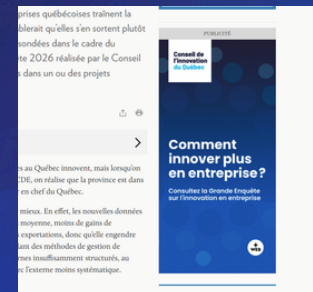 prises québécoises traînent la
blerait qu'elles s'en sortent plutôt
sondées dans le cadre du
te 2026 réalisée par le Conseil
s dans un ou des projets
es au Québec innovent, mais lorsqu'on
CDE, on réalise que la province est dans
r en chef du Québec.
mieux. En effet, les nouvelles données
moyenne, moins de gains de
exportations, donc qu'elle engendre
dant des méthodes de gestion de
rnes insuffisamment structurés, au
ec l'externe moins systématique.
PUBLICITÉ
Conseil de
l'innovation
du Québec
Comment
innover plus
en entreprise?
Consultez la Grande Enquête
sur l'innovation en entreprise